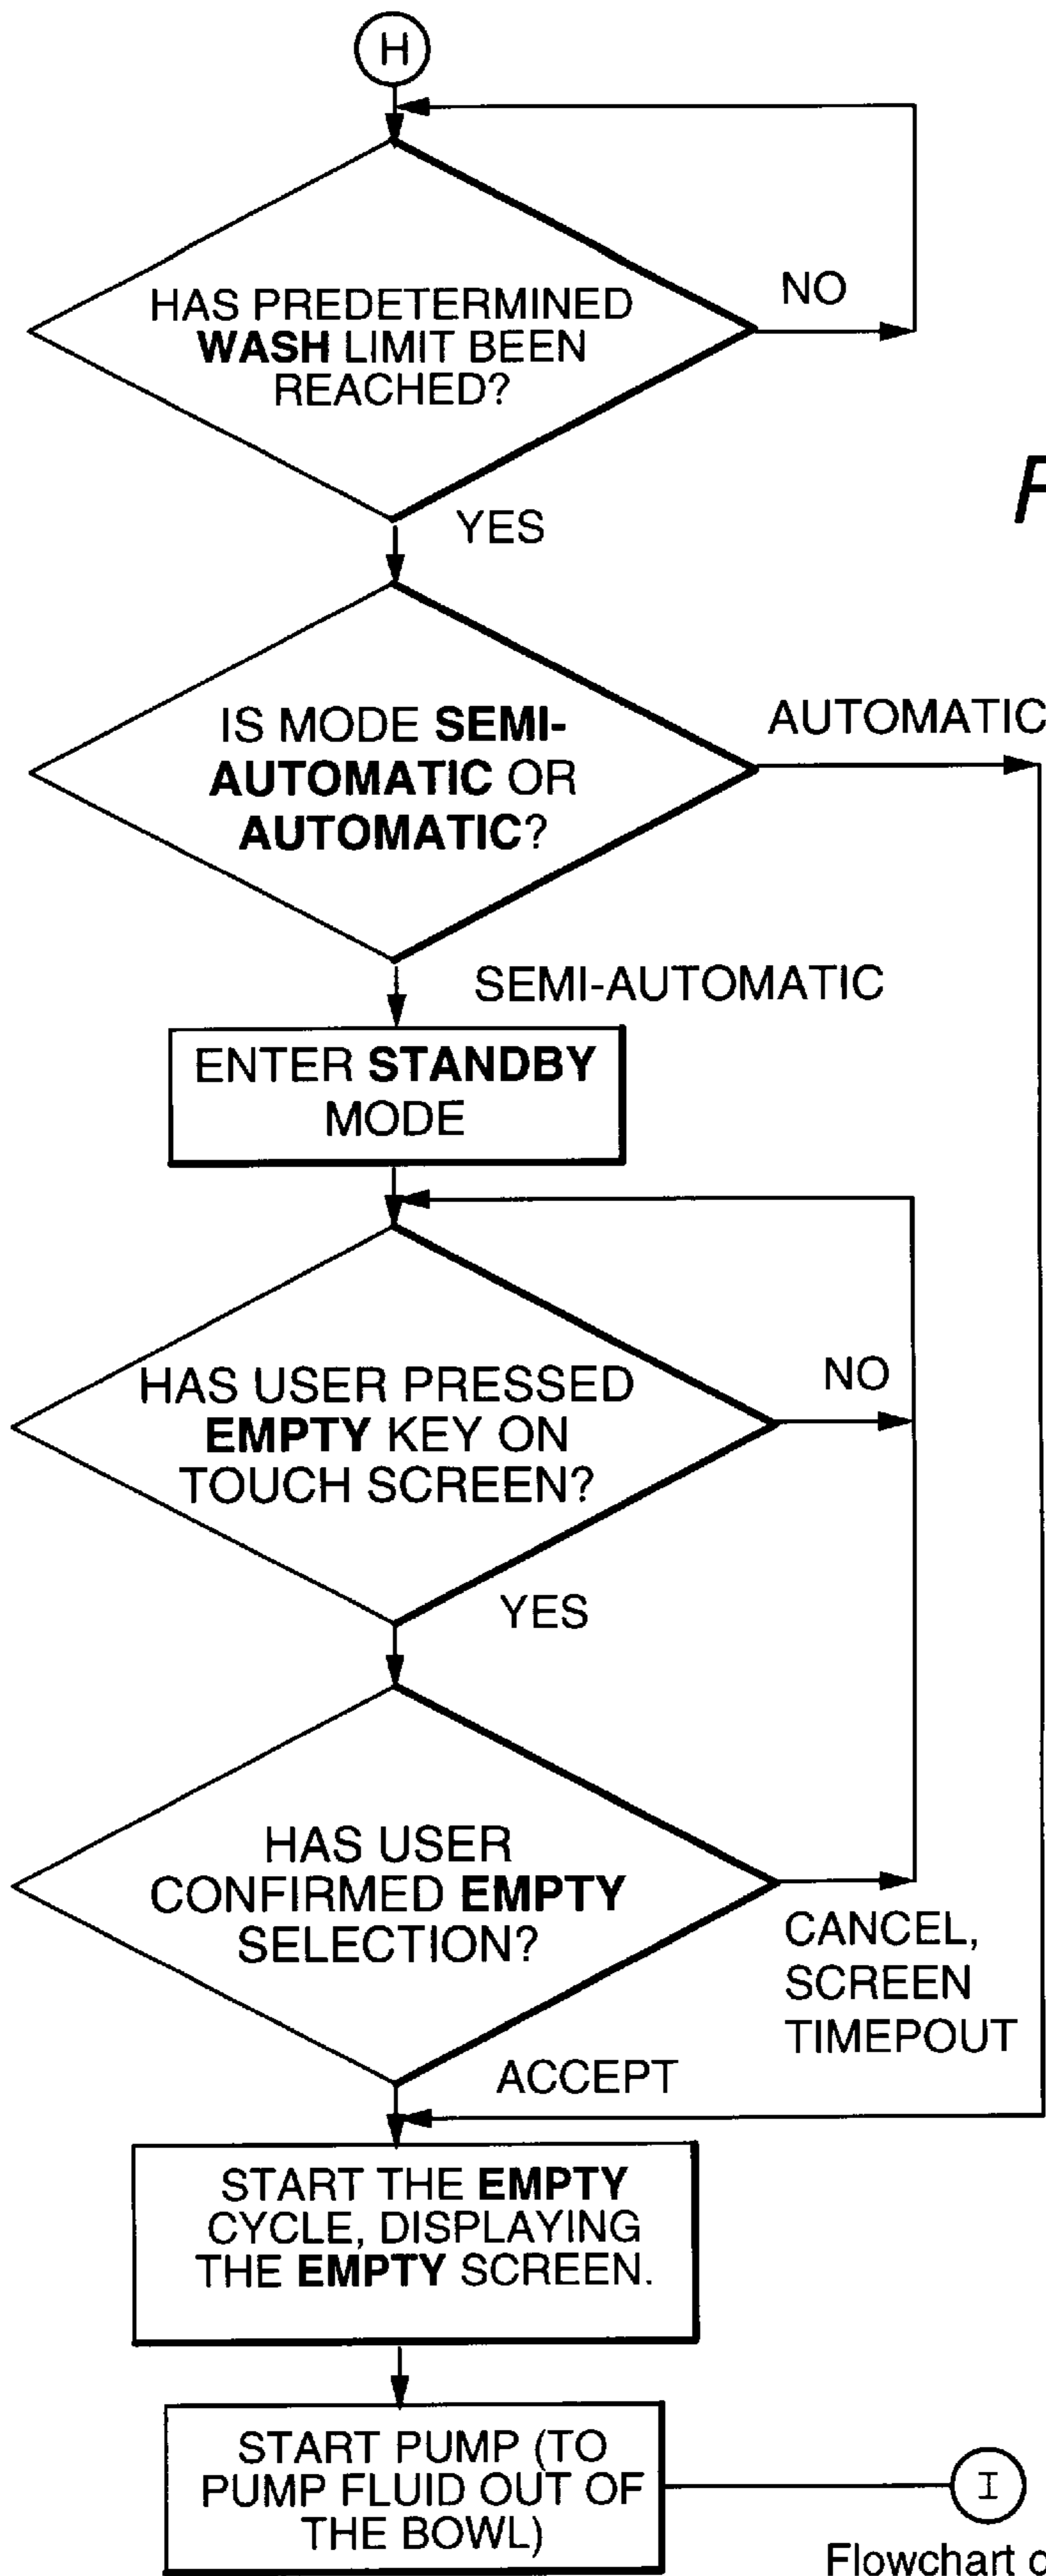 H
HAS PREDETERMINED
WASH LIMIT BEEN
REACHED?
NO
F
YES
IS MODE SEMI-
AUTOMATIC OR
AUTOMATIC?
AUTOMATIC
SEMI-AUTOMATIC
ENTER STANDBY
MODE
HAS USER PRESSED
EMPTY KEY ON
TOUCH SCREEN?
NO
YES
HAS USER
CONFIRMED EMPTY
SELECTION?
CANCEL,
SCREEN
TIMEPOUT
ACCEPT
START THE EMPTY
CYCLE, DISPLAYING
THE EMPTY SCREEN.
START PUMP (TO
PUMP FLUID OUT OF
THE BOWL)
I
Flowchart c